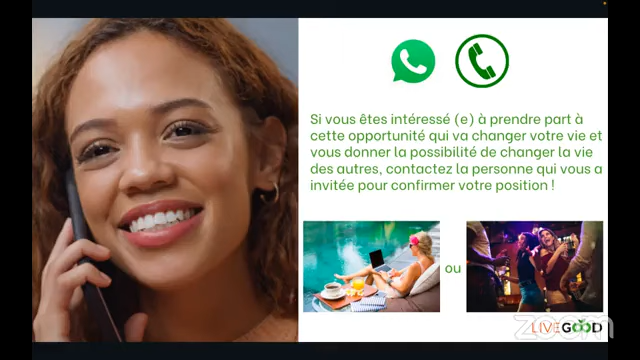 Si vous êtes intéressé (e) à prendre part à
cette opportunité qui va changer votre vie et
vous donner la possibilité de changer la vie
des autres, contactez la personne qui vous a
invitée pour confirmer votre position !
ou
zoom
LIVEGOOD